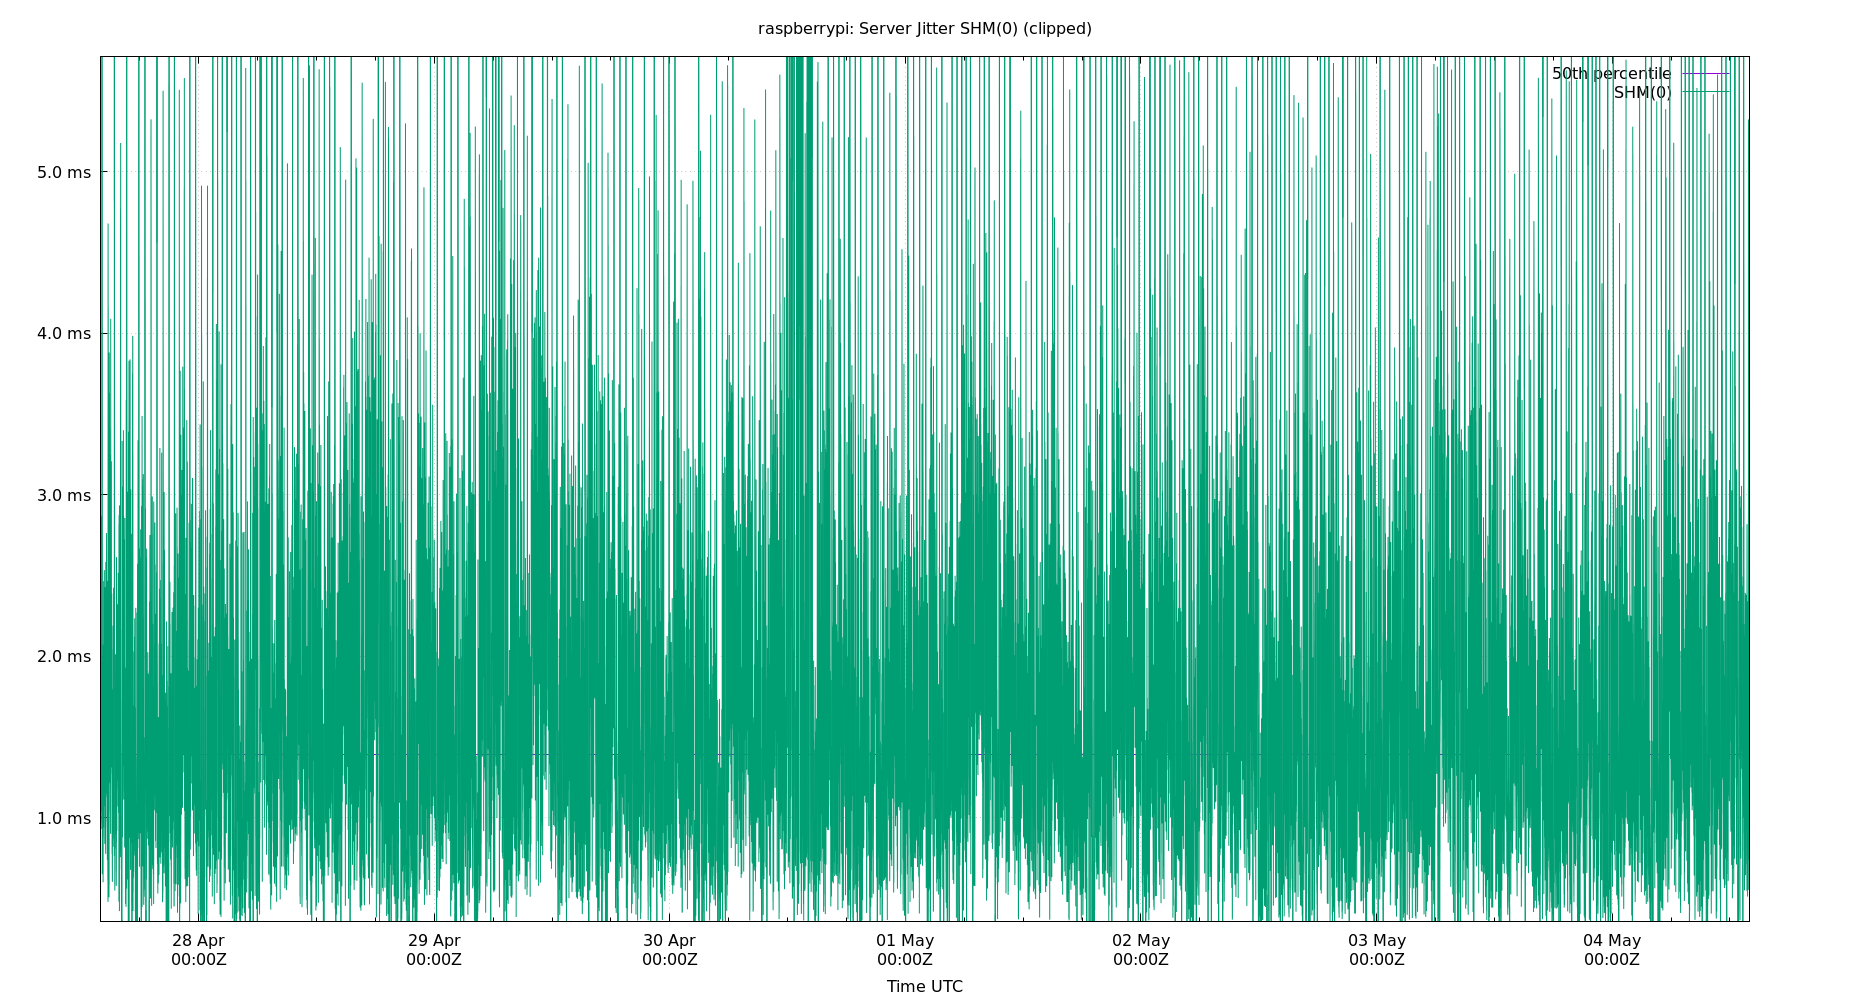 raspberrypi: Server Jitter SHM(0) (clipped)
50th percentile
SHM(0)
5.0 ms
4.0 ms
3.0 ms
2.0 ms
1.0 ms
28 Apr 29 Apr 30 Apr 01 May 02 May 03 May 04 May
00:00Z 00:00Z 00:00Z 00:00Z 00:00Z 00:00Z 00:00Z
Time UTC